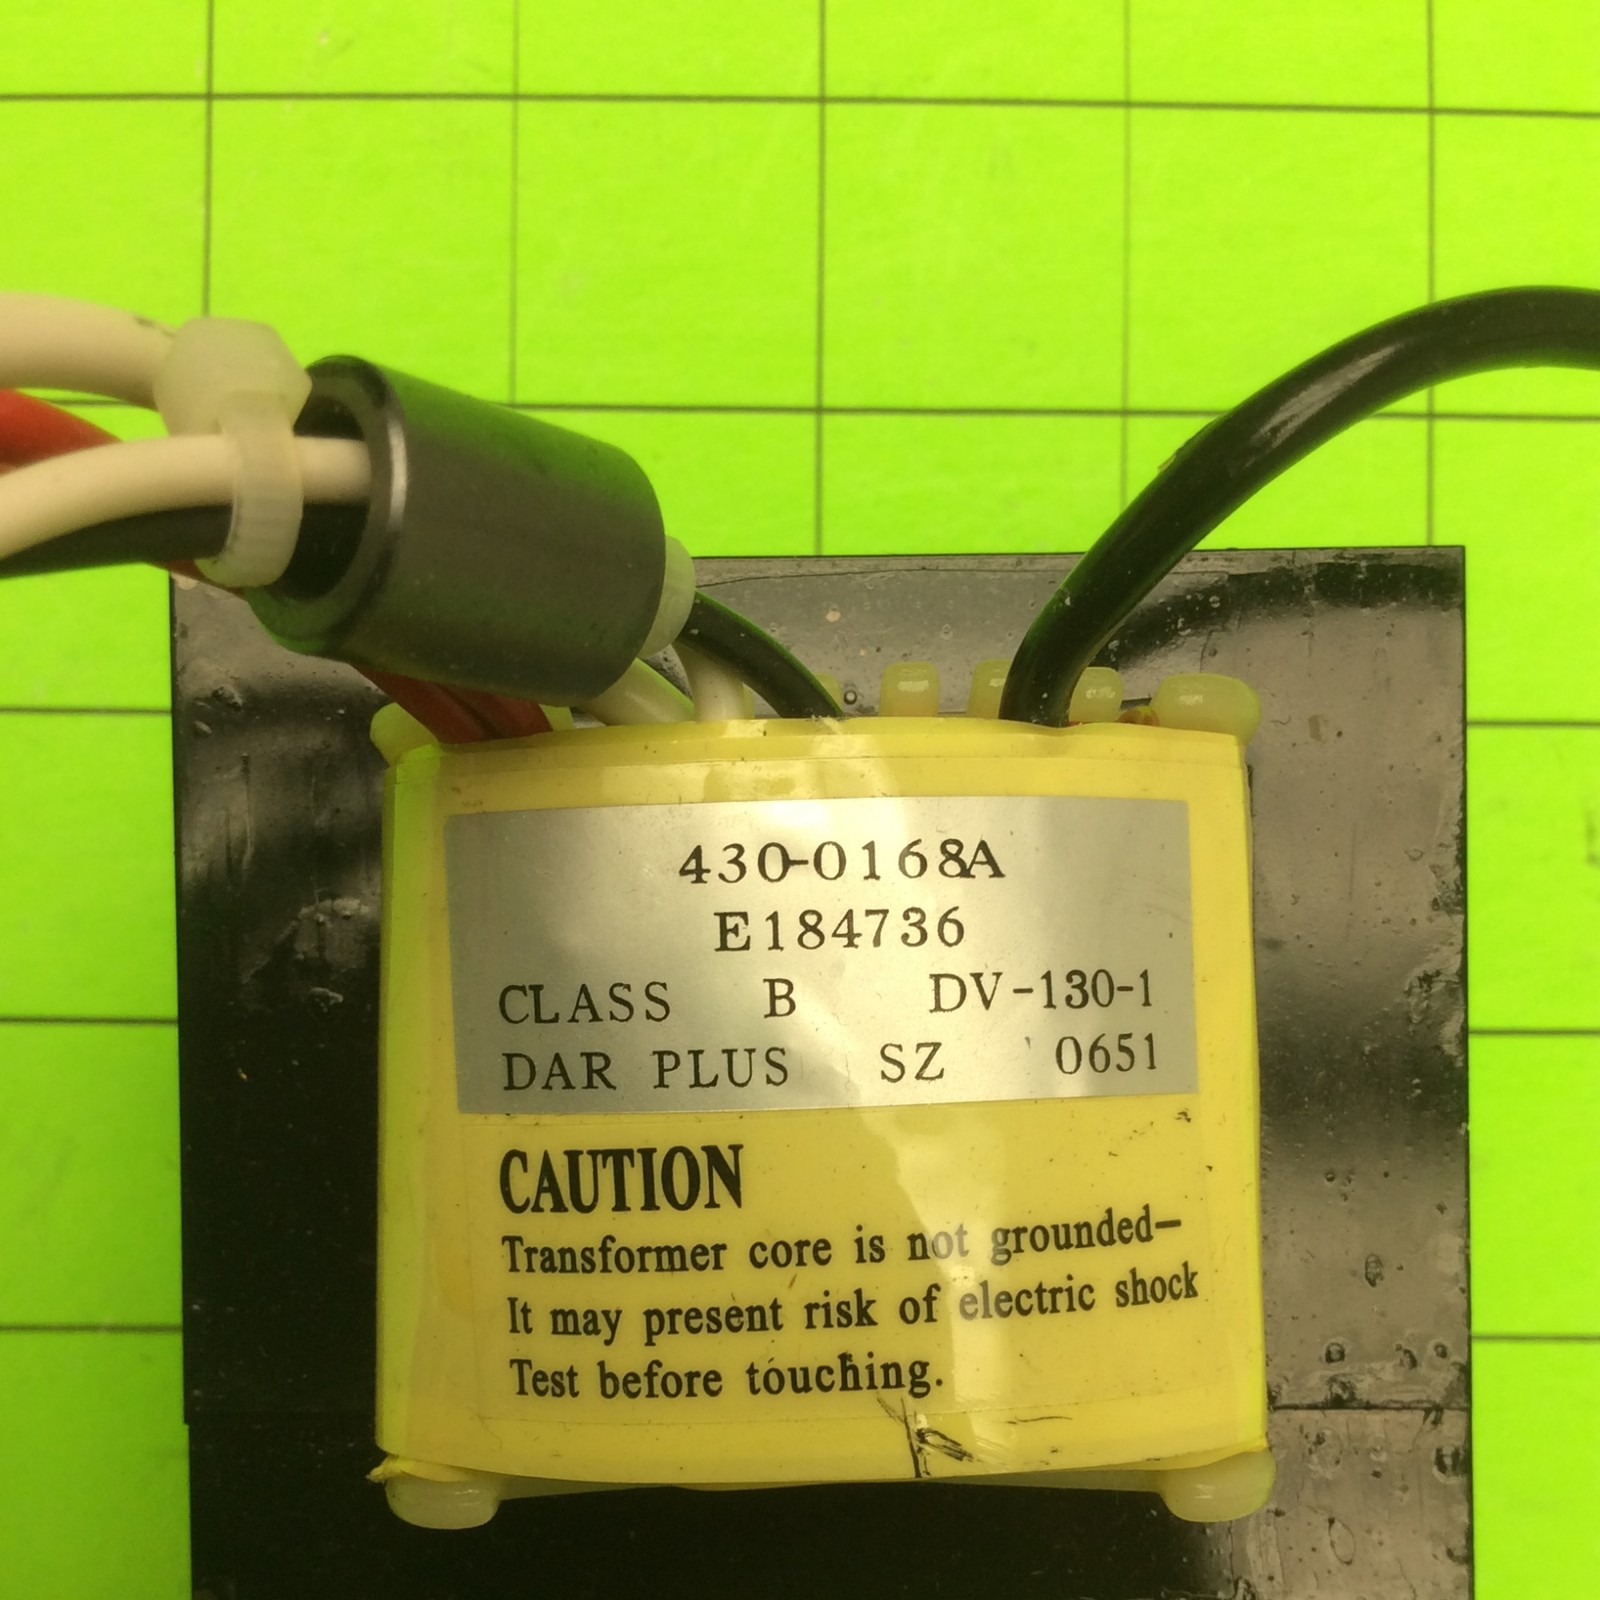 430-0168A
E184736
CLASS B DV-130-1
DAR PLUS SZ 0651
CAUTION
Transformer core is not grounded-
It may present risk of electric shock
Test before touching.